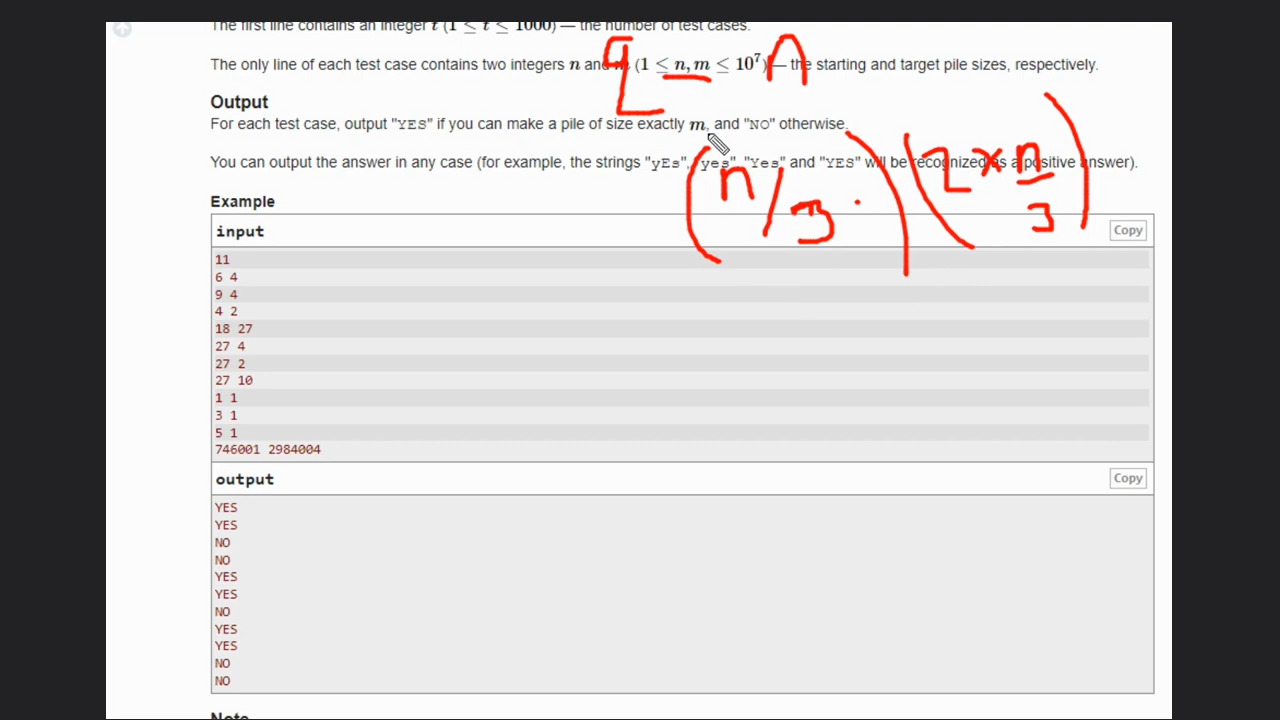 The first line contains an integer t (1 ≤ t ≤ 1000) — the number of test cases.
The only line of each test case contains two integers n and m (1 ≤ n, m ≤ 10^7) — the starting and target pile sizes, respectively.
q n
Output
For each test case, output "YES" if you can make a pile of size exactly m, and "NO" otherwise.
You can output the answer in any case (for example, the strings "yEs", "yes", "Yes" and "YES" will be recognized as a positive answer).
(n/3) (2×n/3)
Example
input
Copy
11
6 4
9 4
4 2
18 27
27 4
27 2
27 10
1 1
3 1
5 1
746001 2984004
output
Copy
YES
YES
NO
NO
YES
YES
NO
YES
YES
NO
NO
Note